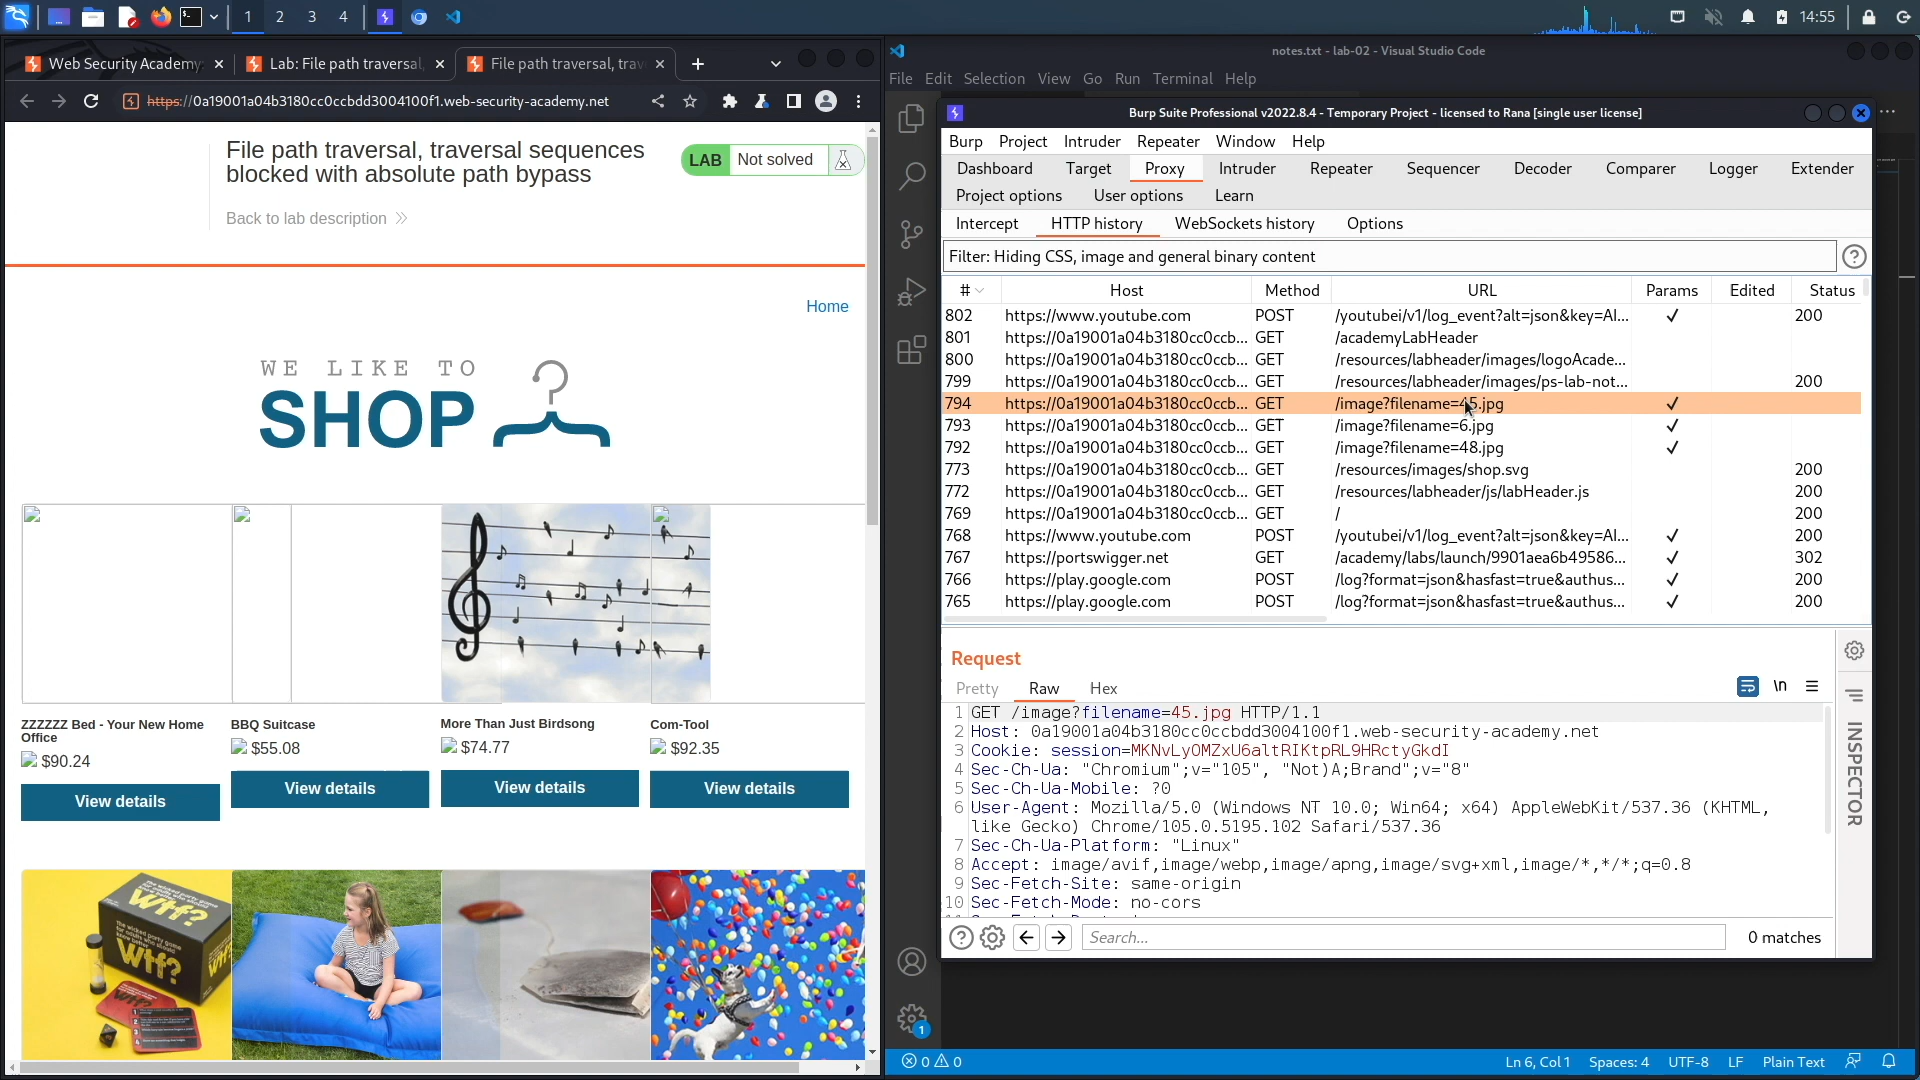 1 2 3 4
14:55
Web Security Academy:
Lab: File path traversal,
File path traversal, trav
https://0a19001a04b3180cc0ccbdd3004100f1.web-security-academy.net
File path traversal, traversal sequences
blocked with absolute path bypass
LAB Not solved
Back to lab description
Home
WE LIKE TO
SHOP
ZZZZZZ Bed - Your New Home
Office
$90.24
View details
BBQ Suitcase
$55.08
View details
More Than Just Birdsong
$74.77
View details
Com-Tool
$92.35
View details
Wtf?
The wicked party game
Wtf?
notes.txt - lab-02 - Visual Studio Code
File Edit Selection View Go Run Terminal Help
Burp Suite Professional v2022.8.4 - Temporary Project - licensed to Rana [single user license]
Burp Project Intruder Repeater Window Help
Dashboard Target Proxy Intruder Repeater Sequencer Decoder Comparer Logger Extender
Project options User options Learn
Intercept HTTP history WebSockets history Options
Filter: Hiding CSS, image and general binary content
# Host Method URL Params Edited Status
802 https://www.youtube.com POST /youtubei/v1/log_event?alt=json&key=AI... ✓ 200
801 https://0a19001a04b3180cc0ccb... GET /academyLabHeader
800 https://0a19001a04b3180cc0ccb... GET /resources/labheader/images/logoAcade...
799 https://0a19001a04b3180cc0ccb... GET /resources/labheader/images/ps-lab-not... 200
794 https://0a19001a04b3180cc0ccb... GET /image?filename=45.jpg ✓
793 https://0a19001a04b3180cc0ccb... GET /image?filename=6.jpg ✓
792 https://0a19001a04b3180cc0ccb... GET /image?filename=48.jpg ✓
773 https://0a19001a04b3180cc0ccb... GET /resources/images/shop.svg 200
772 https://0a19001a04b3180cc0ccb... GET /resources/labheader/js/labHeader.js 200
769 https://0a19001a04b3180cc0ccb... GET / 200
768 https://www.youtube.com POST /youtubei/v1/log_event?alt=json&key=AI... ✓ 200
767 https://portswigger.net GET /academy/labs/launch/9901aea6b49586... ✓ 302
766 https://play.google.com POST /log?format=json&hasfast=true&authus... ✓ 200
765 https://play.google.com POST /log?format=json&hasfast=true&authus... ✓ 200
Request
Pretty Raw Hex
\n
1 GET /image?filename=45.jpg HTTP/1.1
2 Host: 0a19001a04b3180cc0ccbdd3004100f1.web-security-academy.net
3 Cookie: session=MKNvLyOMZxU6altRIKtpRL9HRctyGkdI
4 Sec-Ch-Ua: "Chromium";v="105", "Not)A;Brand";v="8"
5 Sec-Ch-Ua-Mobile: ?0
6 User-Agent: Mozilla/5.0 (Windows NT 10.0; Win64; x64) AppleWebKit/537.36 (KHTML,
like Gecko) Chrome/105.0.5195.102 Safari/537.36
7 Sec-Ch-Ua-Platform: "Linux"
8 Accept: image/avif,image/webp,image/apng,image/svg+xml,image/*,*/*;q=0.8
9 Sec-Fetch-Site: same-origin
10 Sec-Fetch-Mode: no-cors
INSPECTOR
Search...
0 matches
1
0 0
Ln 6, Col 1 Spaces: 4 UTF-8 LF Plain Text